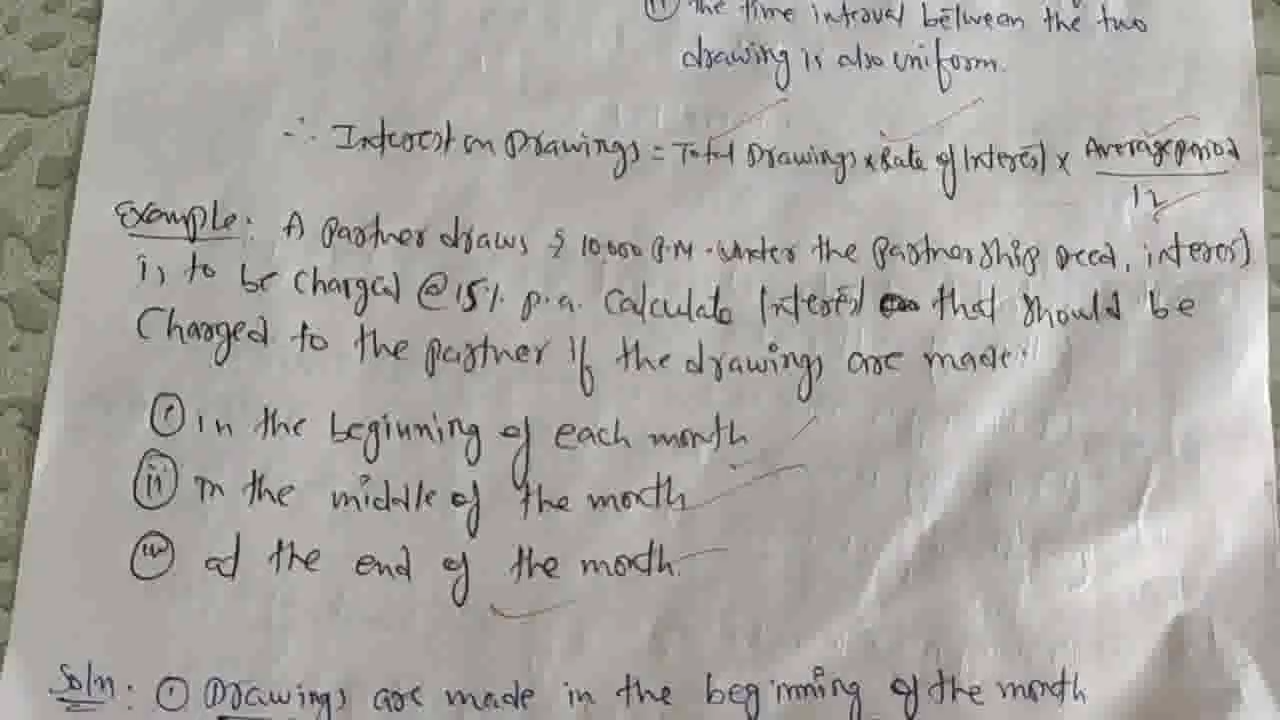 (ii) The time interval between the two
drawing is also uniform.
∴ Interest on Drawings = Total Drawings x Rate of Interest x Average period / 12
Example: A partner draws ₹ 10,000 P.M. Under the partnership Deed, interest
is to be charged @ 15% p.a. Calculate Interest that should be
Charged to the partner if the drawings are made:
(i) in the beginning of each month
(ii) in the middle of the month
(iii) at the end of the month.
Soln: (i) Drawings are made in the beginning of the month